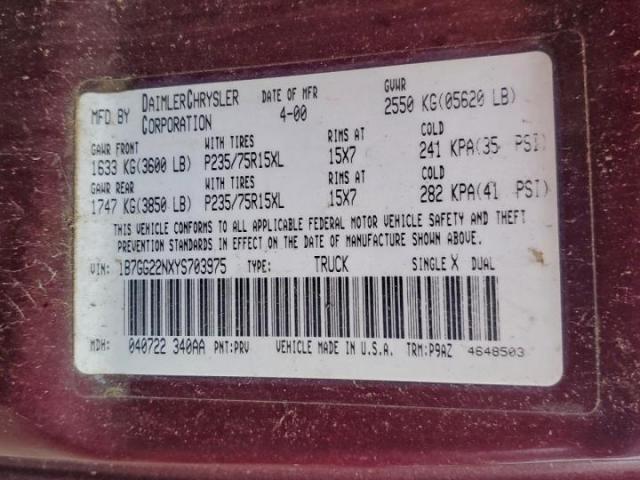 MFD BY DAIMLERCHRYSLER CORPORATION DATE OF MFR 4-00 GVWR 2550 KG(05620 LB)
GAWR FRONT WITH TIRES RIMS AT COLD
1633 KG(3600 LB) P235/75R15XL 15X7 241 KPA(35 PSI)
GAWR REAR WITH TIRES RIMS AT COLD
1747 KG(3850 LB) P235/75R15XL 15X7 282 KPA(41 PSI)
THIS VEHICLE CONFORMS TO ALL APPLICABLE FEDERAL MOTOR VEHICLE SAFETY AND THEFT
PREVENTION STANDARDS IN EFFECT ON THE DATE OF MANUFACTURE SHOWN ABOVE.
VIN: 1B7GG22NXYS703975 TYPE: TRUCK SINGLE X DUAL
MDH: 040722 340AA PNT:PRV VEHICLE MADE IN U.S.A. TRM:P9AZ 4648503